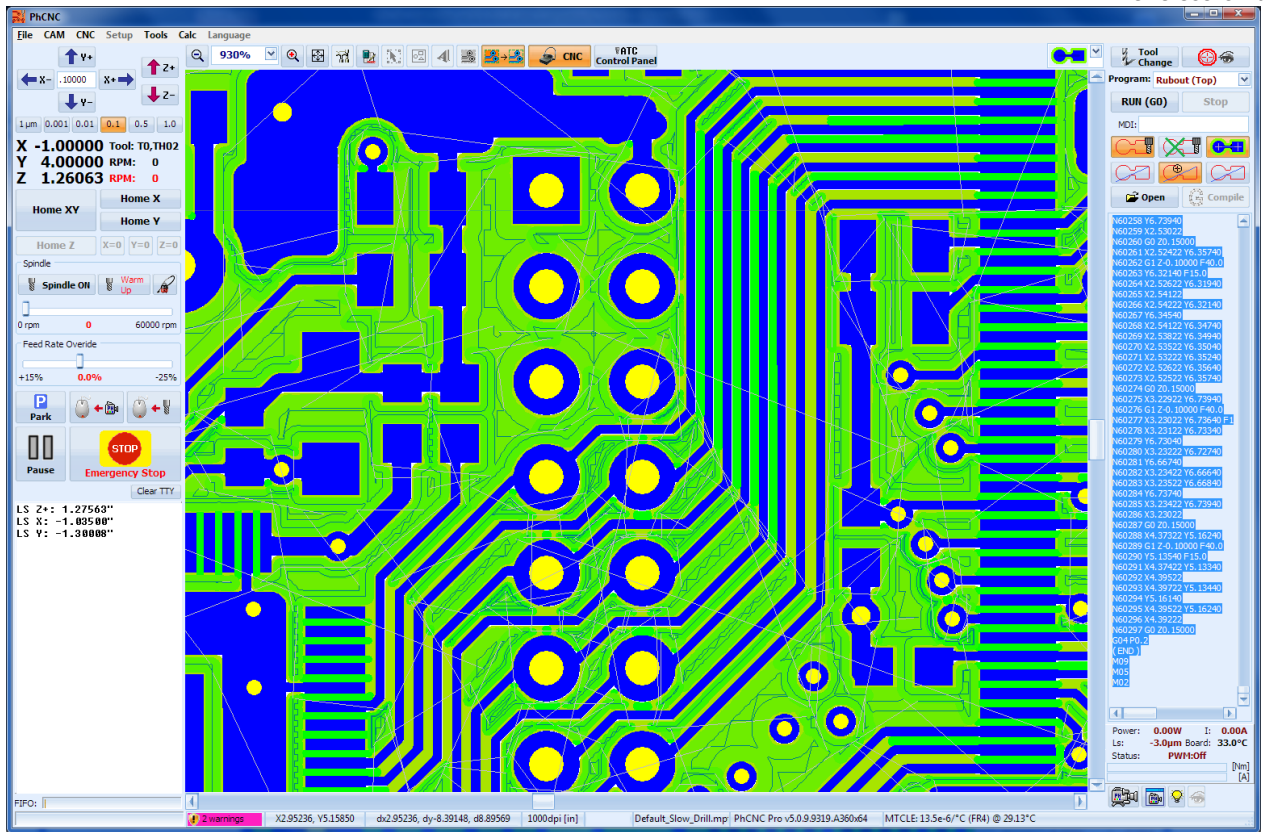 PhCNC
File CAM CNC Setup Tools Calc Language
Y+
X- .10000 X+
Z+
Y-
Z-
1µm 0.001 0.01 0.1 0.5 1.0
X -1.00000 Tool: T0,TH02
Y 4.00000 RPM: 0
Z 1.26063 RPM: 0
Home XY
Home X
Home Y
Home Z X=0 Y=0 Z=0
Spindle
Spindle ON
Warm Up
0 rpm 0 60000 rpm
Feed Rate Overide
+15% 0.0% -25%
P
Park
Pause
STOP
Emergency Stop
Clear TTY
LS Z+: 1.27563"
LS X: -1.03500"
LS Y: -1.30008"
FIFO:
930%
CNC
ATC
Control Panel
Tool
Change
Program: Rubout (Top)
RUN (G0) Stop
MDI:
Open Compile
N60258 Y6.73940
N60259 X2.53022
N60260 G0 Z0.15000
N60261 X2.52422 Y6.35740
N60262 G1 Z-0.10000 F40.0
N60263 Y6.32140 F15.0
N60264 X2.52622 Y6.31940
N60265 X2.54122
N60266 X2.54222 Y6.32140
N60267 Y6.34540
N60268 X2.54122 Y6.34740
N60269 X2.53822 Y6.34940
N60270 X2.53522 Y6.35040
N60271 X2.53222 Y6.35240
N60272 X2.52622 Y6.35640
N60273 X2.52522 Y6.35740
N60274 G0 Z0.15000
N60275 X3.22922 Y6.73940
N60276 G1 Z-0.10000 F40.0
N60277 X3.23022 Y6.73640 F1
N60278 X3.23122 Y6.73340
N60279 Y6.73040
N60280 X3.23222 Y6.72740
N60281 Y6.66740
N60282 X3.23422 Y6.66640
N60283 X3.23522 Y6.66840
N60284 Y6.73740
N60285 X3.23422 Y6.73940
N60286 X3.23022
N60287 G0 Z0.15000
N60288 X4.37322 Y5.16240
N60289 G1 Z-0.10000 F40.0
N60290 Y5.13540 F15.0
N60291 X4.37422 Y5.13340
N60292 X4.39522
N60293 X4.39722 Y5.13440
N60294 Y5.16140
N60295 X4.39522 Y5.16240
N60296 X4.39222
N60297 G0 Z0.15000
G04 P0.2
( END )
M09
M05
M02
Power: 0.00W I: 0.00A
Ls: -3.0µm Board: 33.0°C
Status: PWM:Off
[Nm]
[A]
2 warnings X2.95236, Y5.15850 dx2.95236, dy-8.39148, d8.89569 1000dpi [in] Default_Slow_Drill.mp PhCNC Pro v5.0.9.9319.A360x64 MTCLE: 13.5e-6/°C (FR4) @ 29.13°C